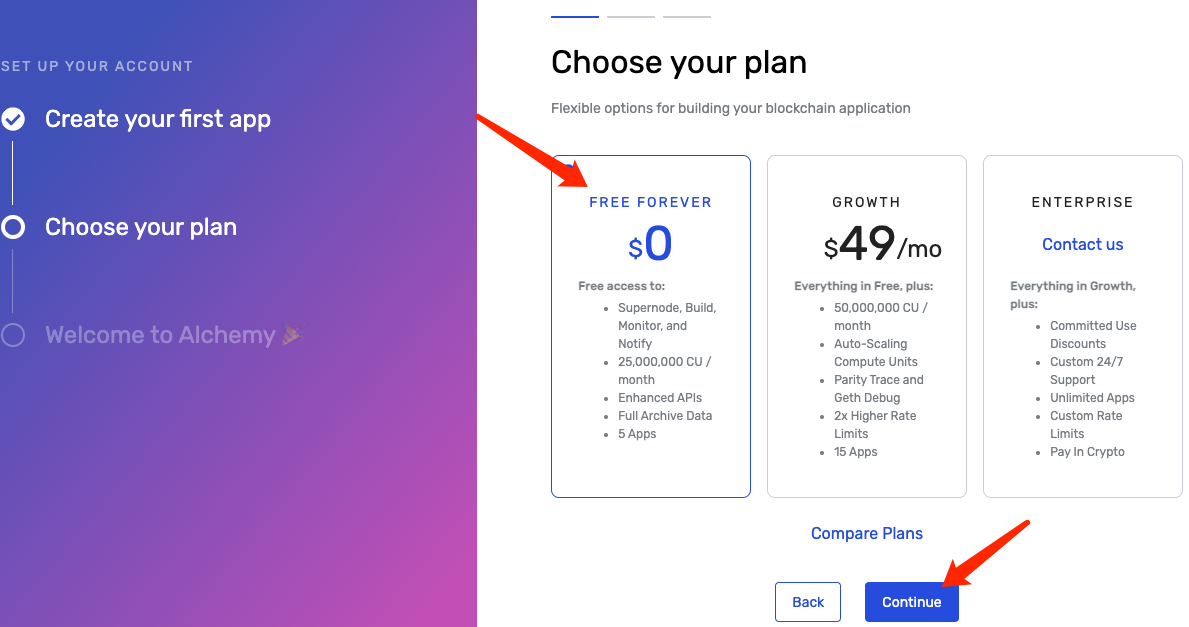 SET UP YOUR ACCOUNT
Create your first app
Choose your plan
Welcome to Alchemy 🎉
Choose your plan
Flexible options for building your blockchain application
FREE FOREVER
$0
Free access to:
• Supernode, Build,
Monitor, and
Notify
• 25,000,000 CU /
month
• Enhanced APIs
• Full Archive Data
• 5 Apps
GROWTH
$49/mo
Everything in Free, plus:
• 50,000,000 CU /
month
• Auto-Scaling
Compute Units
• Parity Trace and
Geth Debug
• 2x Higher Rate
Limits
• 15 Apps
ENTERPRISE
Contact us
Everything in Growth,
plus:
• Committed Use
Discounts
• Custom 24/7
Support
• Unlimited Apps
• Custom Rate
Limits
• Pay In Crypto
Compare Plans
Back
Continue